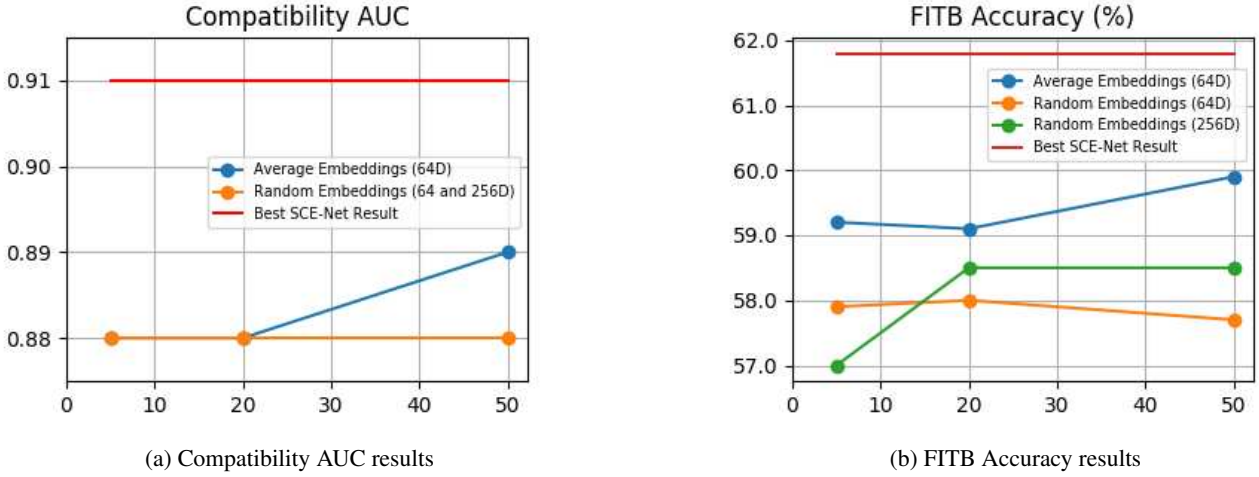 Compatibility AUC
0.91
0.90
0.89
0.88
0 10 20 30 40 50
Average Embeddings (64D)
Random Embeddings (64 and 256D)
Best SCE-Net Result
(a) Compatibility AUC results
FITB Accuracy (%)
62.0
61.0
60.0
59.0
58.0
57.0
0 10 20 30 40 50
Average Embeddings (64D)
Random Embeddings (64D)
Random Embeddings (256D)
Best SCE-Net Result
(b) FITB Accuracy results